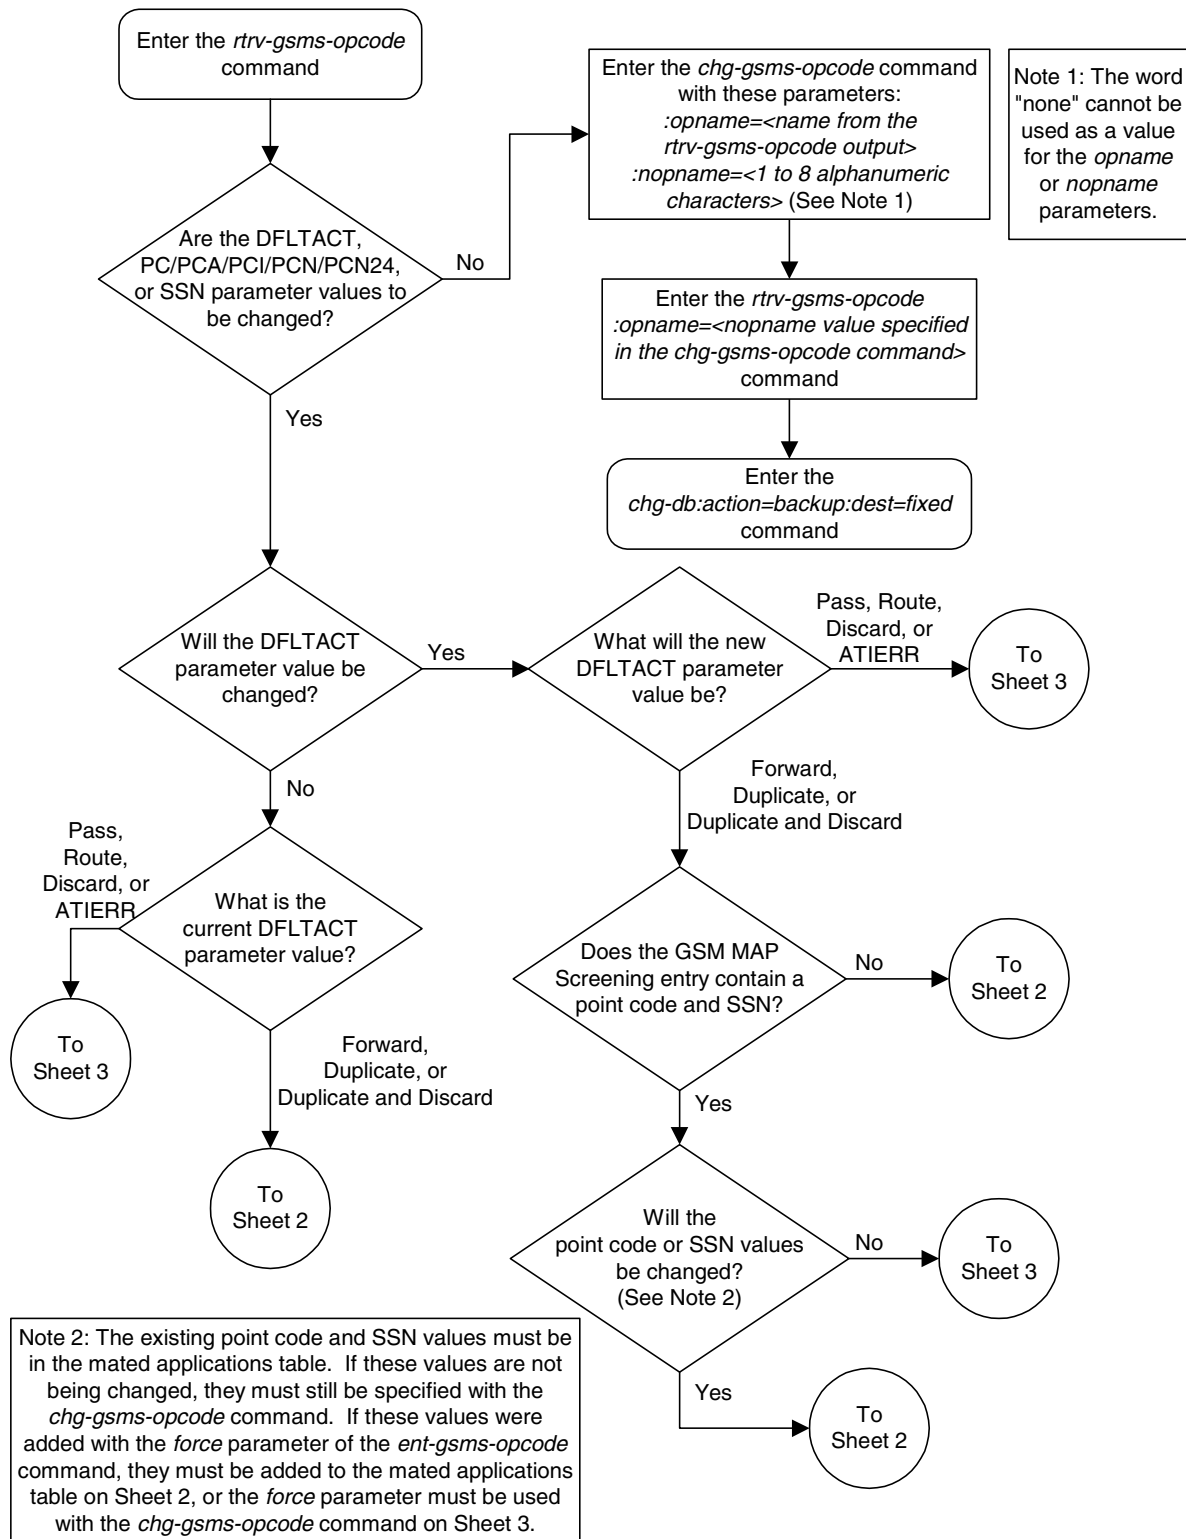 Enter the rtrv-gsms-opcode
command
Enter the chg-gsms-opcode command
with these parameters:
:opname=<name from the
rtrv-gsms-opcode output>
:nopname=<1 to 8 alphanumeric
characters> (See Note 1)
Note 1: The word
"none" cannot be
used as a value
for the opname
or nopname
parameters.
Are the DFLTACT,
PC/PCA/PCI/PCN/PCN24,
or SSN parameter values to
be changed?
No
Yes
Enter the rtrv-gsms-opcode
:opname=<nopname value specified
in the chg-gsms-opcode command>
command
Enter the
chg-db:action=backup:dest=fixed
command
Will the DFLTACT
parameter value be
changed?
Yes
No
What will the new
DFLTACT parameter
value be?
Pass, Route,
Discard, or
ATIERR
To
Sheet 3
Forward,
Duplicate, or
Duplicate and Discard
Pass,
Route,
Discard, or
ATIERR
What is the
current DFLTACT
parameter value?
To
Sheet 3
Forward,
Duplicate, or
Duplicate and Discard
To
Sheet 2
Does the GSM MAP
Screening entry contain a
point code and SSN?
No
To
Sheet 2
Yes
Will the
point code or SSN values
be changed?
(See Note 2)
No
To
Sheet 3
Yes
To
Sheet 2
Note 2: The existing point code and SSN values must be
in the mated applications table.  If these values are not
being changed, they must still be specified with the
chg-gsms-opcode command.  If these values were
added with the force parameter of the ent-gsms-opcode
command, they must be added to the mated applications
table on Sheet 2, or the force parameter must be used
with the chg-gsms-opcode command on Sheet 3.